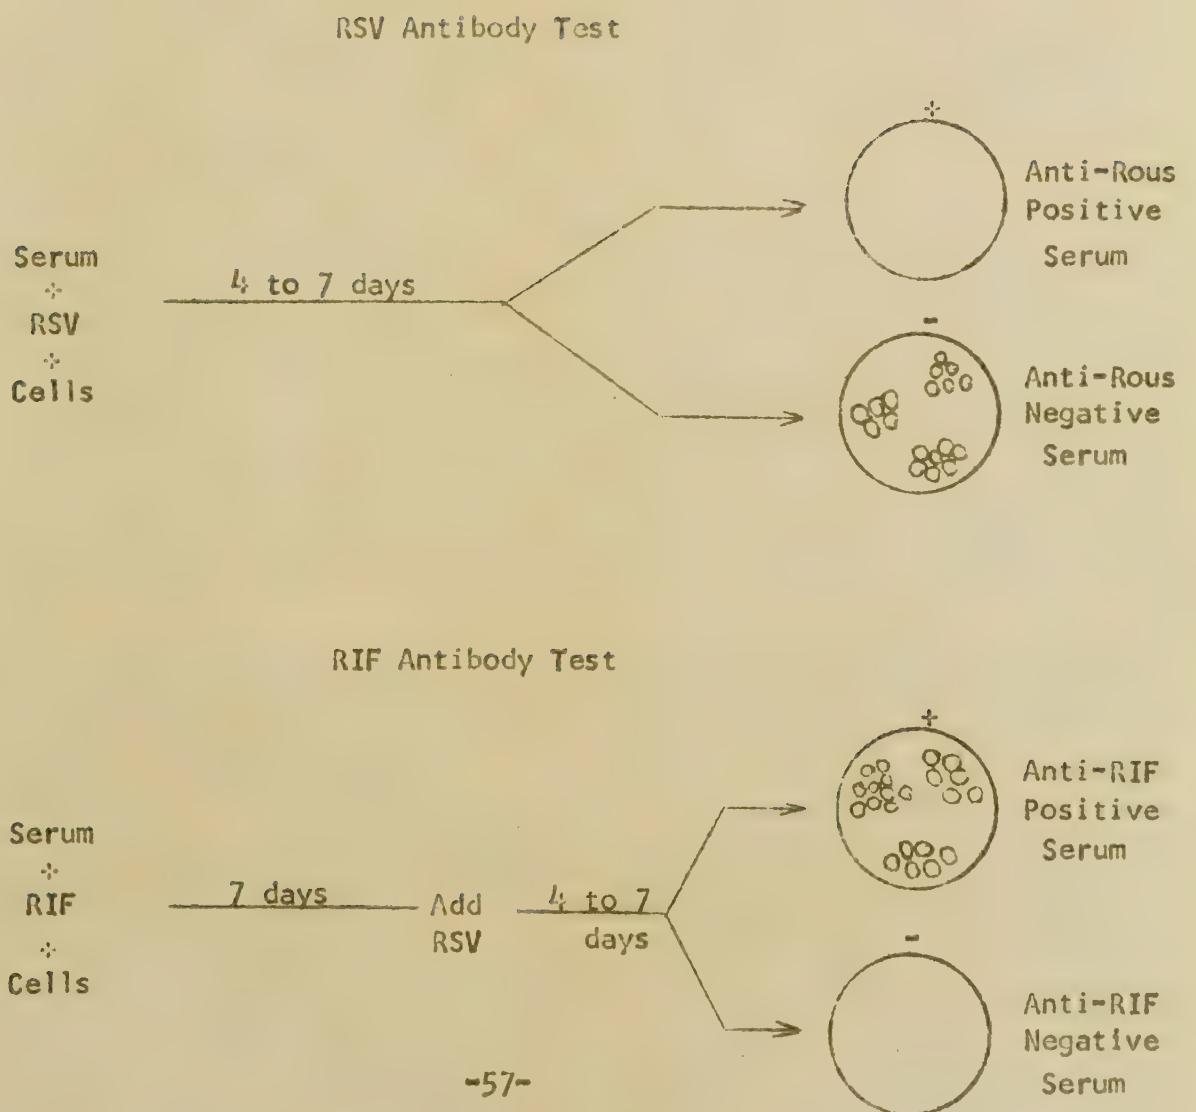 RSV Antibody Test
+
Anti-Rous
Positive
Serum
Serum
+
RSV
+
Cells
4 to 7 days
-
Anti-Rous
Negative
Serum
RIF Antibody Test
+
Anti-RIF
Positive
Serum
Serum
+
RIF
+
Cells
7 days
Add
RSV
4 to 7
days
-
Anti-RIF
Negative
Serum
-57-